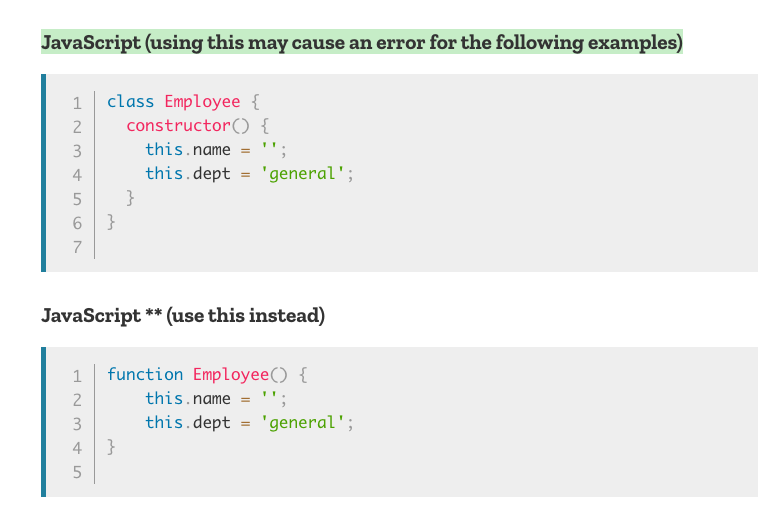 JavaScript (using this may cause an error for the following examples)
1 class Employee {
2   constructor() {
3     this.name = '';
4     this.dept = 'general';
5   }
6 }
7
JavaScript ** (use this instead)
1 function Employee() {
2     this.name = '';
3     this.dept = 'general';
4 }
5